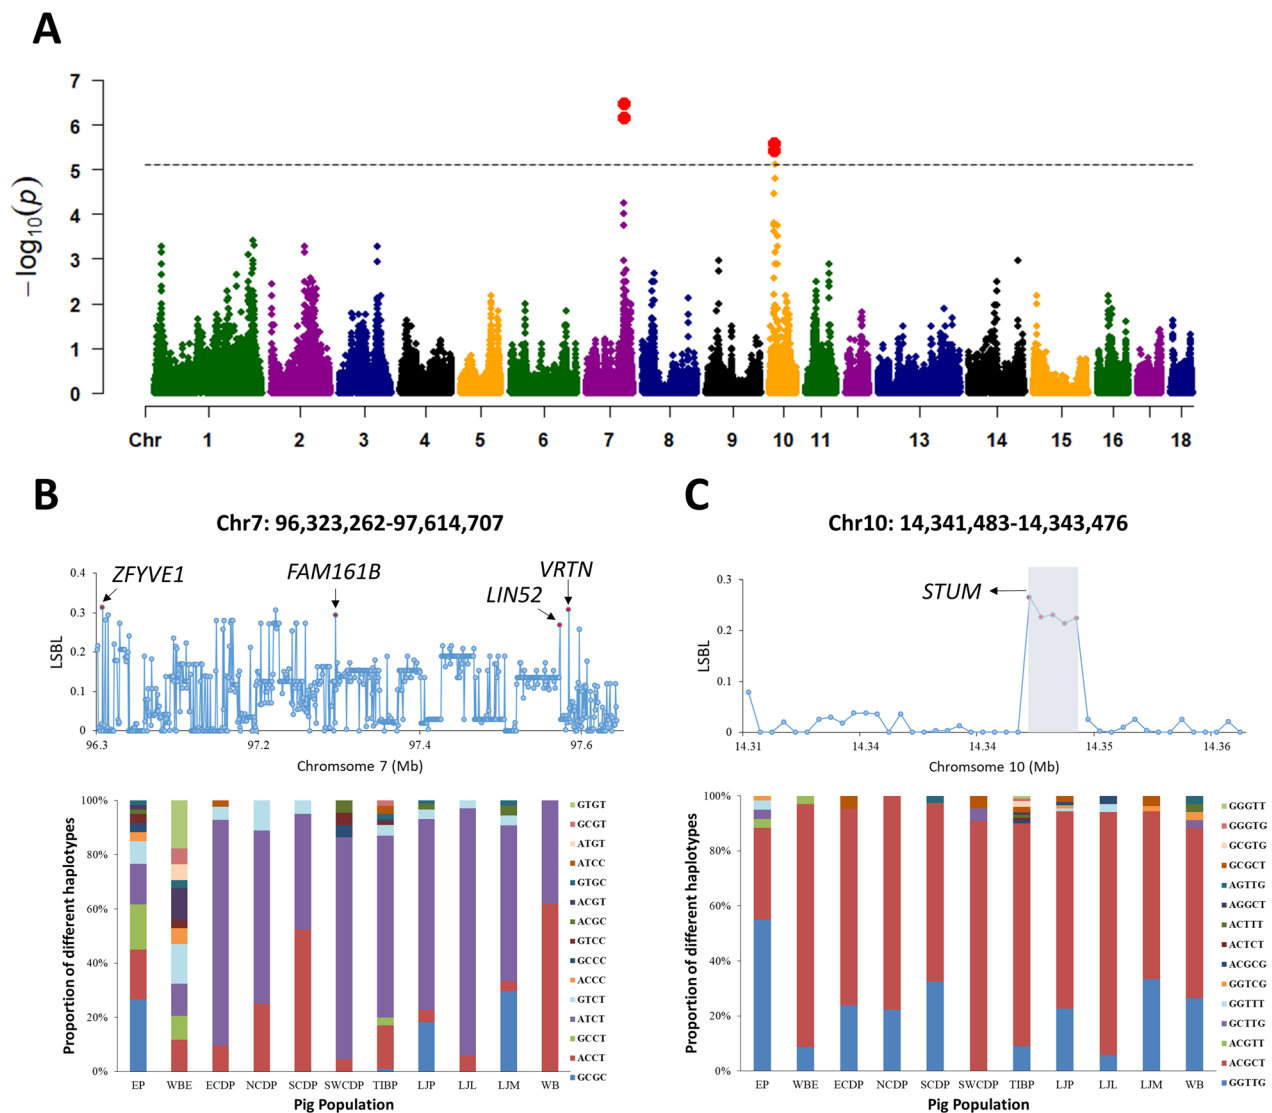 A
7
6
5
4
3
2
1
0
−log10(p)
Chr 1 2 3 4 5 6 7 8 9 10 11 13 14 15 16 18
B
Chr7: 96,323,262-97,614,707
ZFYVE1
FAM161B
LIN52
VRTN
0.4
0.3
0.2
0.1
0
LSBL
96.3 97.2 97.4 97.6
Chromsome 7 (Mb)
100%
80%
60%
40%
20%
0%
Proportion of different haplotypes
EP WBE ECDP NCDP SCDP SWCDP TIBP LJP LJL LJM WB
Pig Population
GTGT
GCGT
ATGT
ATCC
GTGC
ACGT
ACGC
GTCC
GCCC
ACCC
GTCT
ATCT
GCCT
ACCT
GCGC
C
Chr10: 14,341,483-14,343,476
STUM
0.3
0.2
0.1
0
LSBL
14.31 14.34 14.34 14.35 14.36
Chromsome 10 (Mb)
100%
80%
60%
40%
20%
0%
Proportion of different haplotypes
EP WBE ECDP NCDP SCDP SWCDP TIBP LJP LJL LJM WB
Pig Population
GGGTT
GGGTG
GCGTG
GCGCT
AGTTG
AGGCT
ACTTT
ACTCT
ACGCG
GGTCG
GGTTT
GCTTG
ACGTT
ACGCT
GGTTG